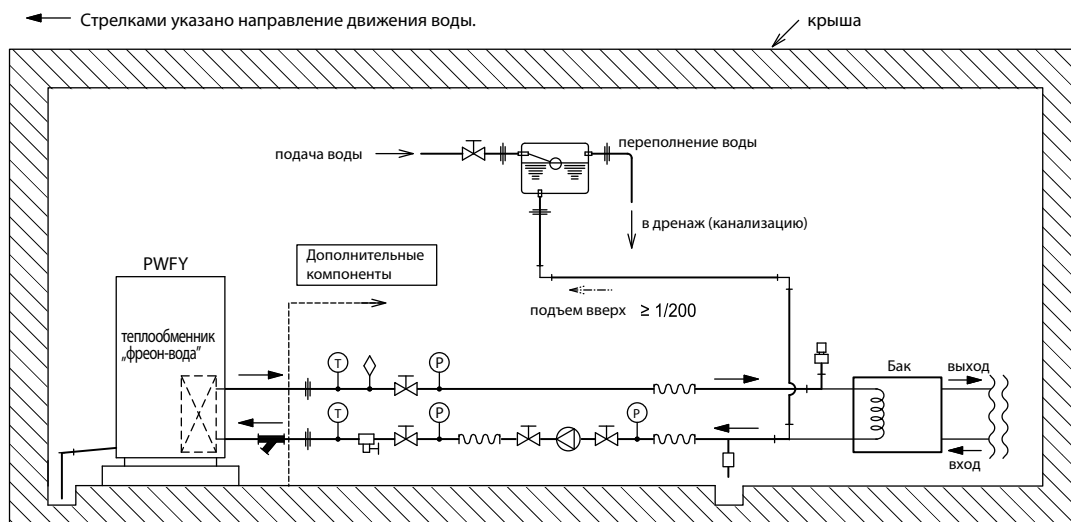 Стрелками указано направление движения воды.
крыша
подача воды
переполнение воды
в дренаж (канализацию)
PWFY
Дополнительные
компоненты
подъем вверх ≥ 1/200
теплообменник
„фреон-вода"
T
P
Бак
выход
T
P
P
вход